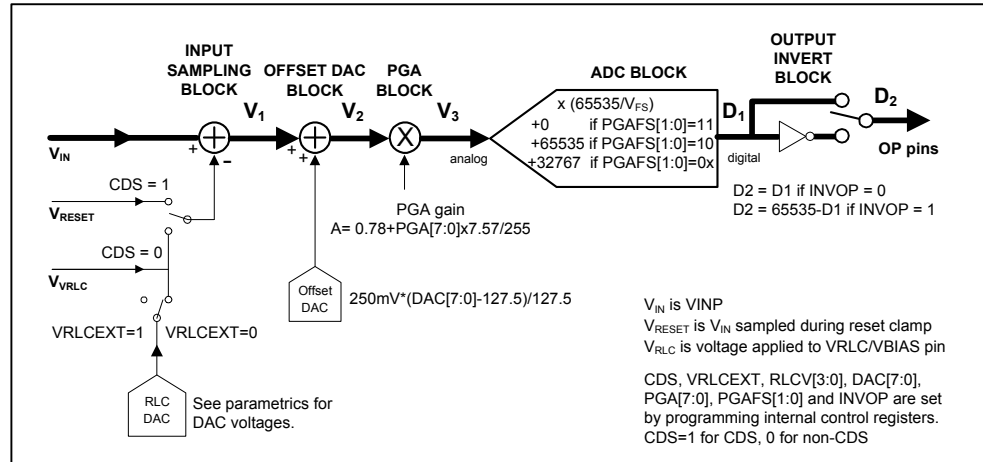 INPUT
SAMPLING
BLOCK
OFFSET DAC
BLOCK
PGA
BLOCK
ADC BLOCK
OUTPUT
INVERT
BLOCK
V1
V2
V3
D1
D2
x (65535/VFS)
+0 if PGAFS[1:0]=11
+65535 if PGAFS[1:0]=10
+32767 if PGAFS[1:0]=0x
VIN
+
–
+
+
X
analog
digital
OP pins
CDS = 1
VRESET
CDS = 0
VVRLC
PGA gain
A= 0.78+PGA[7:0]x7.57/255
D2 = D1 if INVOP = 0
D2 = 65535-D1 if INVOP = 1
Offset
DAC
250mV*(DAC[7:0]-127.5)/127.5
VRLCEXT=1
VRLCEXT=0
RLC
DAC
See parametrics for
DAC voltages.
VIN is VINP
VRESET is VIN sampled during reset clamp
VRLC is voltage applied to VRLC/VBIAS pin
CDS, VRLCEXT, RLCV[3:0], DAC[7:0],
PGA[7:0], PGAFS[1:0] and INVOP are set
by programming internal control registers.
CDS=1 for CDS, 0 for non-CDS